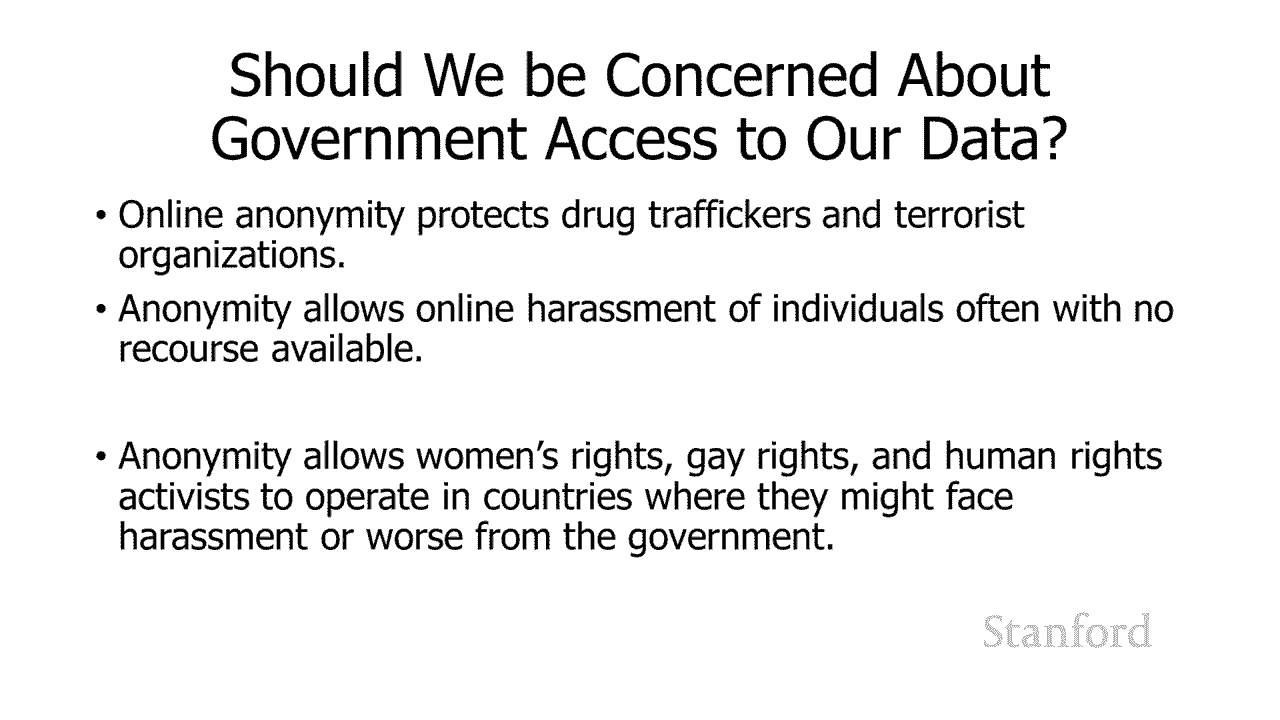 Should We be Concerned About
Government Access to Our Data?
• Online anonymity protects drug traffickers and terrorist
organizations.
• Anonymity allows online harassment of individuals often with no
recourse available.
• Anonymity allows women’s rights, gay rights, and human rights
activists to operate in countries where they might face
harassment or worse from the government.
Stanford